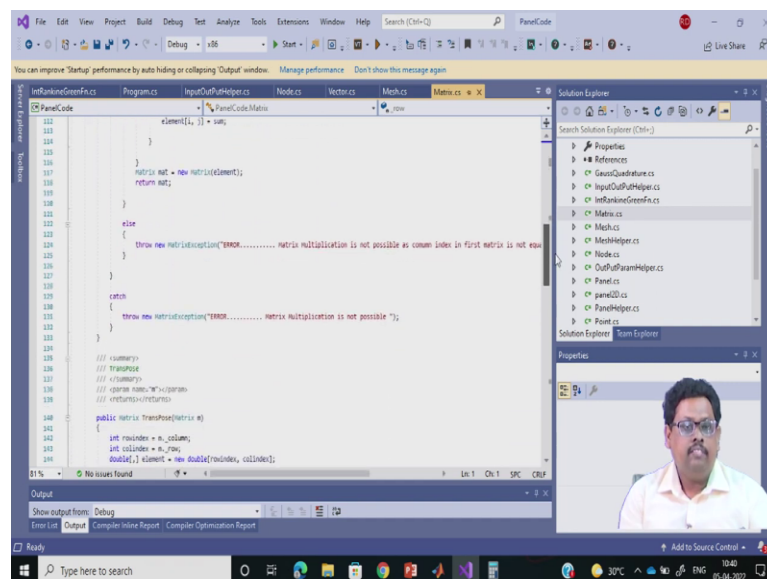 File Edit View Project Build Debug Test Analyze Tools Extensions Window Help Search (Ctrl+Q) PanelCode RD
Debug x86 Start Live Share
You can improve 'Startup' performance by auto hiding or collapsing 'Output' window. Manage performance Don't show this message again
Server Explorer
Toolbox
IntRankineGreenFn.cs Program.cs InputOutPutHelper.cs Node.cs Vector.cs Mesh.cs Matrix.cs
PanelCode PanelCode.Matrix _row
112 element[i, j] = sum;
113
114 }
115
116 }
117 Matrix mat = new Matrix(element);
118 return mat;
119
120 }
121
122 else
123 {
124 throw new MatrixException("ERROR.......... Matrix Multiplication is not possible as comumn index in first matrix is not equa
125 }
126
127 }
128
129 catch
130 {
131 throw new MatrixException("ERROR.......... Matrix Multiplication is not possible ");
132 }
133 }
134
135 /// <summary>
136 /// TransPose
137 /// </summary>
138 /// <param name="m"></param>
139 /// <returns></returns>
140 public Matrix TransPose(Matrix m)
141 {
142 int rowindex = m._column;
143 int colindex = m._row;
144 double[,] element = new double[rowindex, colindex];
81 % No issues found Ln: 1 Ch: 1 SPC CRLF
Solution Explorer
Search Solution Explorer (Ctrl+;)
Properties
References
GaussQuadrature.cs
InputOutPutHelper.cs
IntRankineGreenFn.cs
Matrix.cs
Mesh.cs
MeshHelper.cs
Node.cs
OutPutParamHelper.cs
Panel.cs
panel2D.cs
PanelHelper.cs
Point.cs
Solution Explorer Team Explorer
Properties
Output
Show output from: Debug
Error List Output Compiler Inline Report Compiler Optimization Report
Ready Add to Source Control
Type here to search 30°C ENG 10:40
05-04-2022